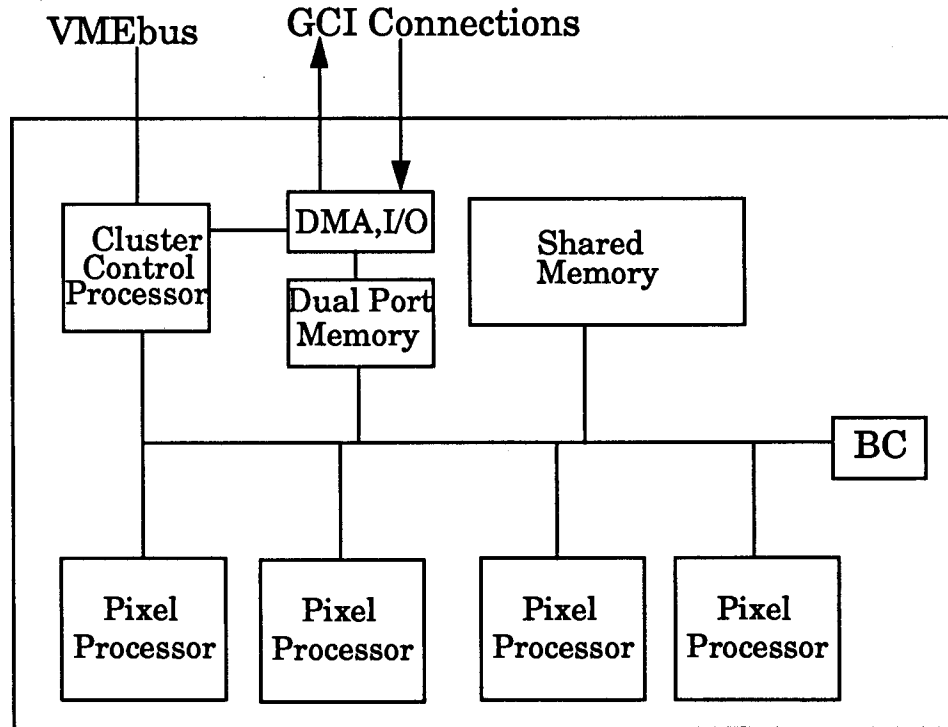 VMEbus
GCI Connections
Cluster
Control
Processor
DMA,I/O
Dual Port
Memory
Shared
Memory
BC
Pixel
Processor
Pixel
Processor
Pixel
Processor
Pixel
Processor